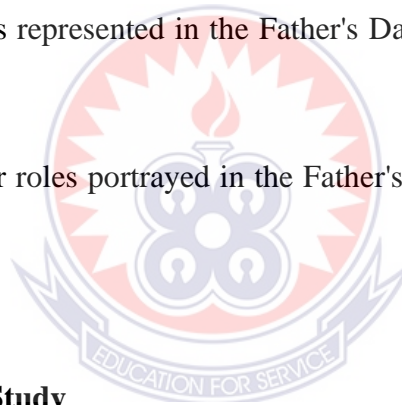 s represented in the Father's Da
r roles portrayed in the Father's
EDUCATION FOR SERVICE
Study